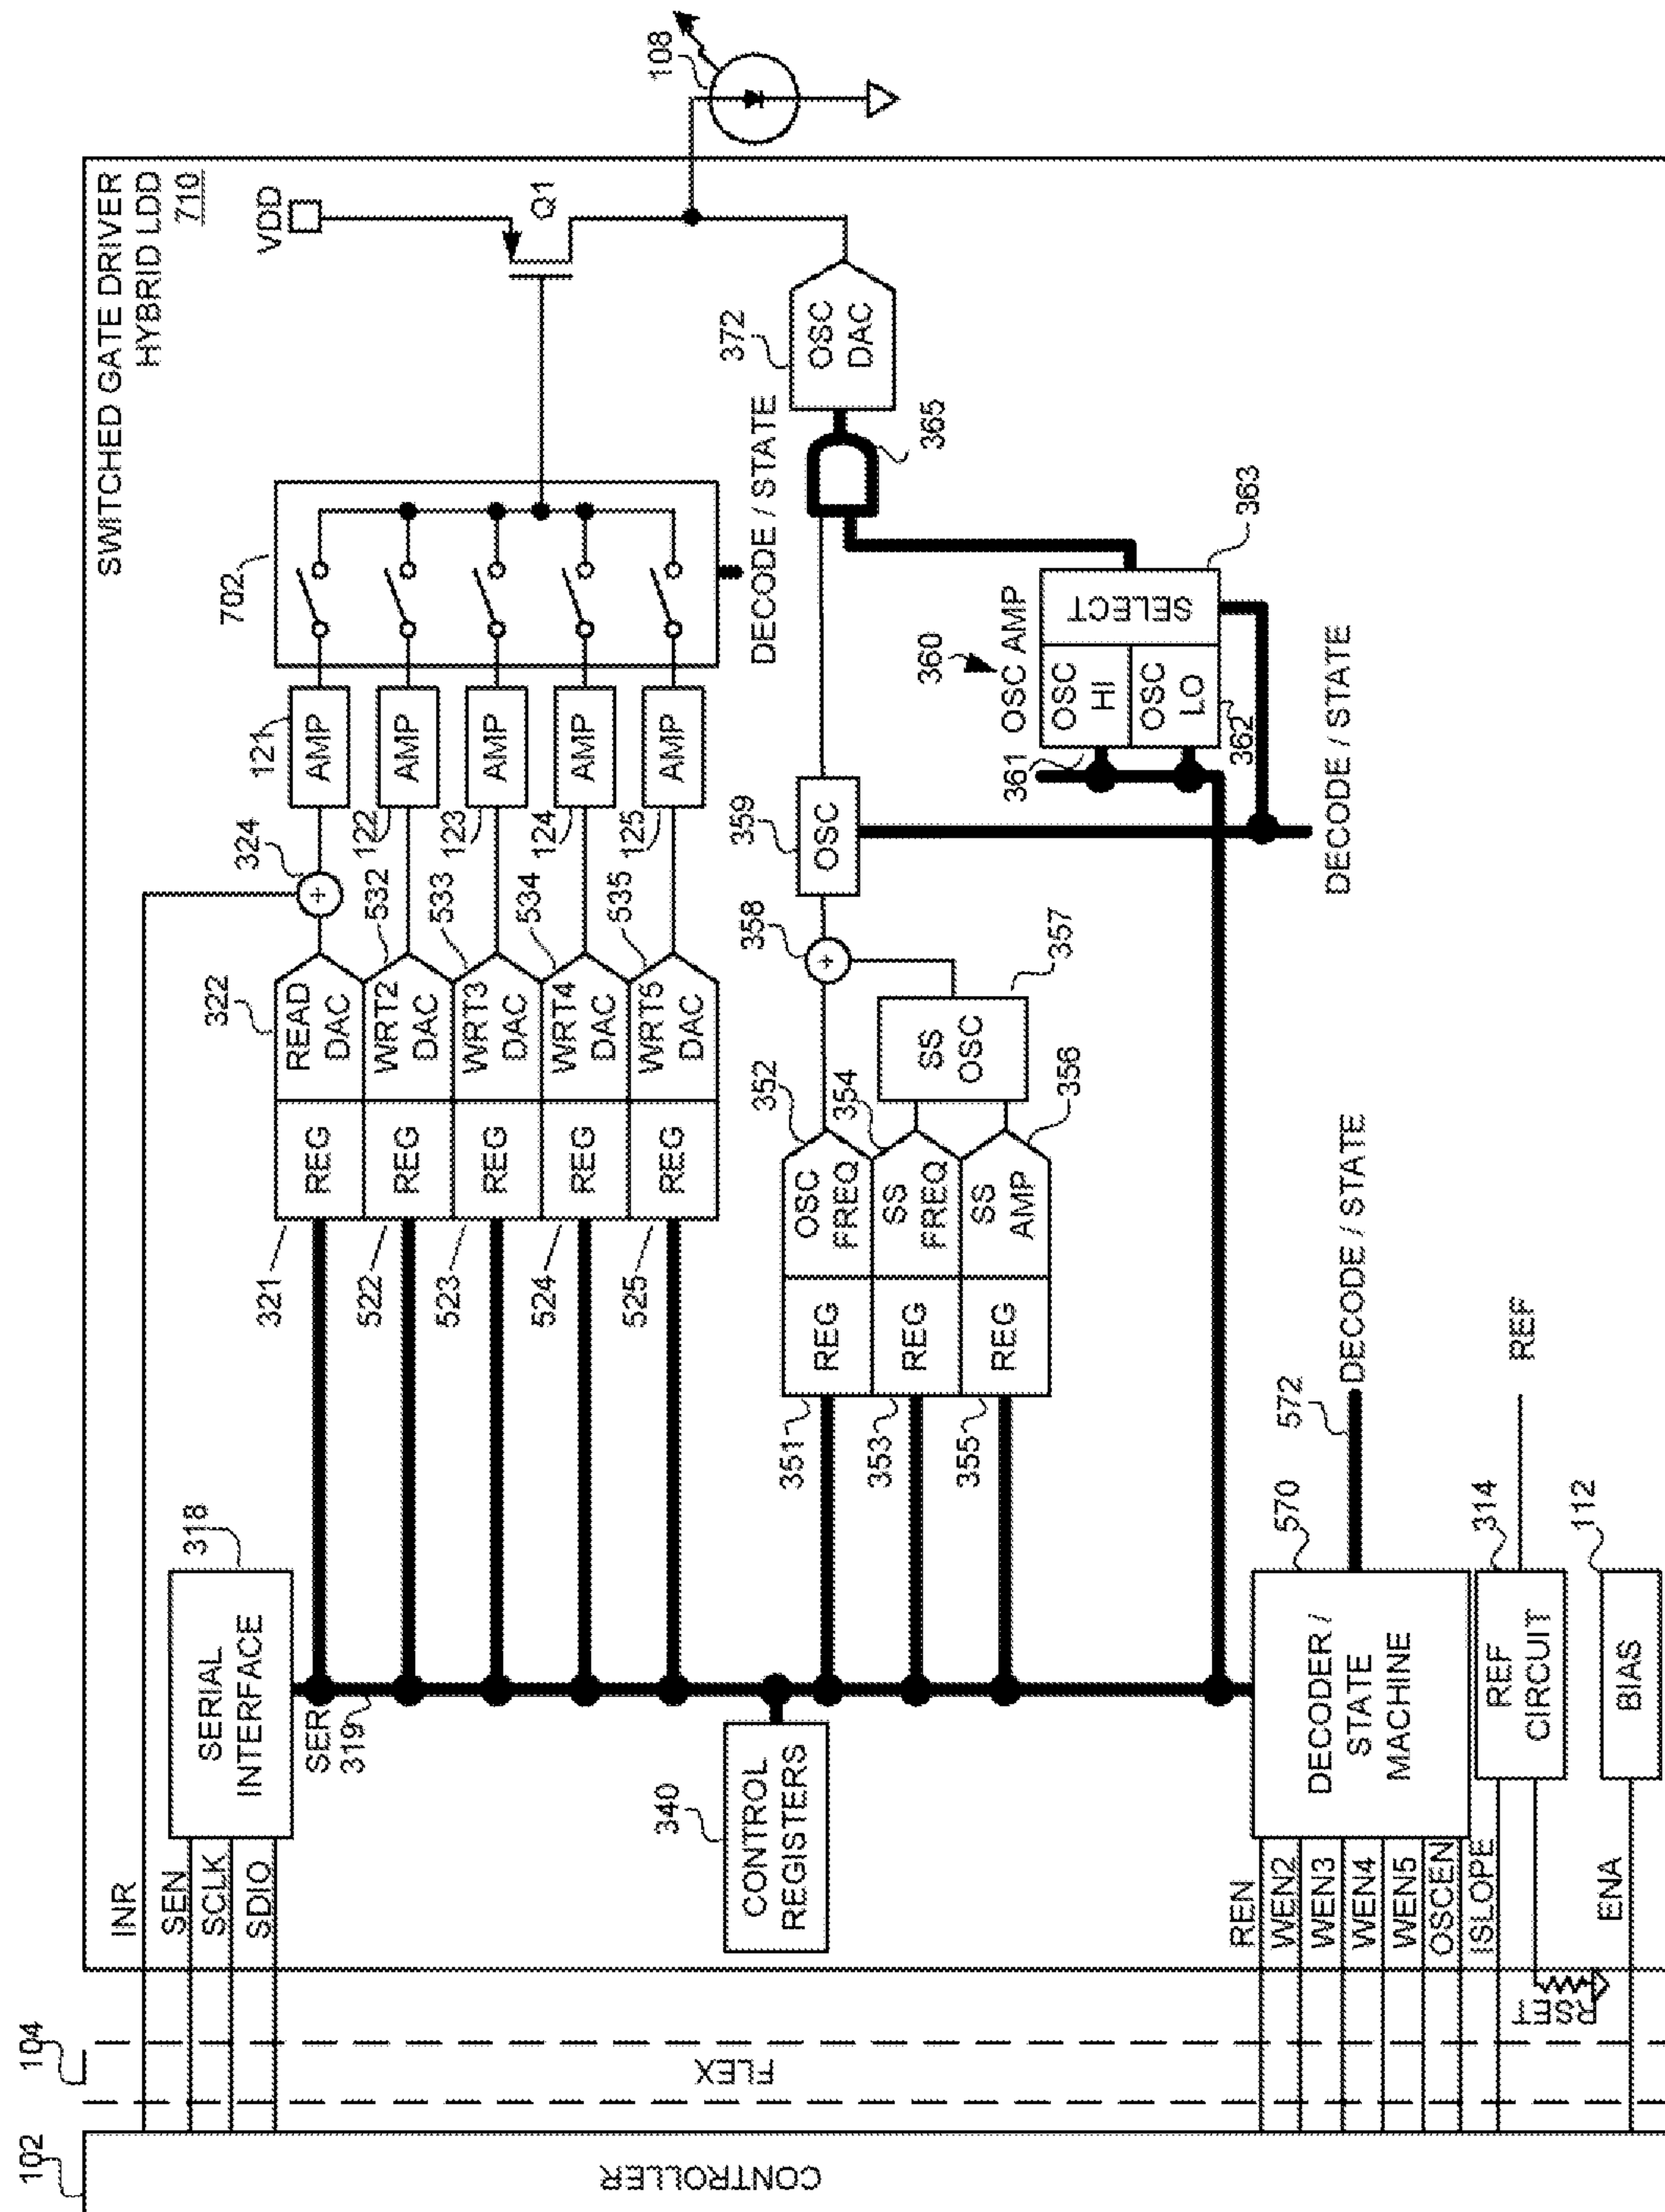 SWITCHED GATE DRIVER
HYBRID LDD
710
102
CONTROLLER
104
FLEX
INR
SEN
SCLK
SDIO
SERIAL
INTERFACE
318
SER
319
321
REG
READ
DAC
322
324
121
AMP
522
REG
WRT2
DAC
532
122
AMP
523
REG
WRT3
DAC
533
123
AMP
524
REG
WRT4
DAC
534
124
AMP
525
REG
WRT5
DAC
535
125
AMP
702
DECODE / STATE
VDD
Q1
108
340
CONTROL
REGISTERS
351
REG
OSC
FREQ
352
353
REG
SS
FREQ
354
355
REG
SS
AMP
356
SS
OSC
357
358
359
OSC
OSC
DAC
372
365
360
OSC AMP
361
OSC
HI
OSC
LO
362
SELECT
363
DECODE / STATE
REN
WEN2
WEN3
WEN4
WEN5
OSCEN
ISLOPE
RSET
ENA
DECODER /
STATE
MACHINE
570
572
DECODE / STATE
REF
CIRCUIT
314
REF
BIAS
112